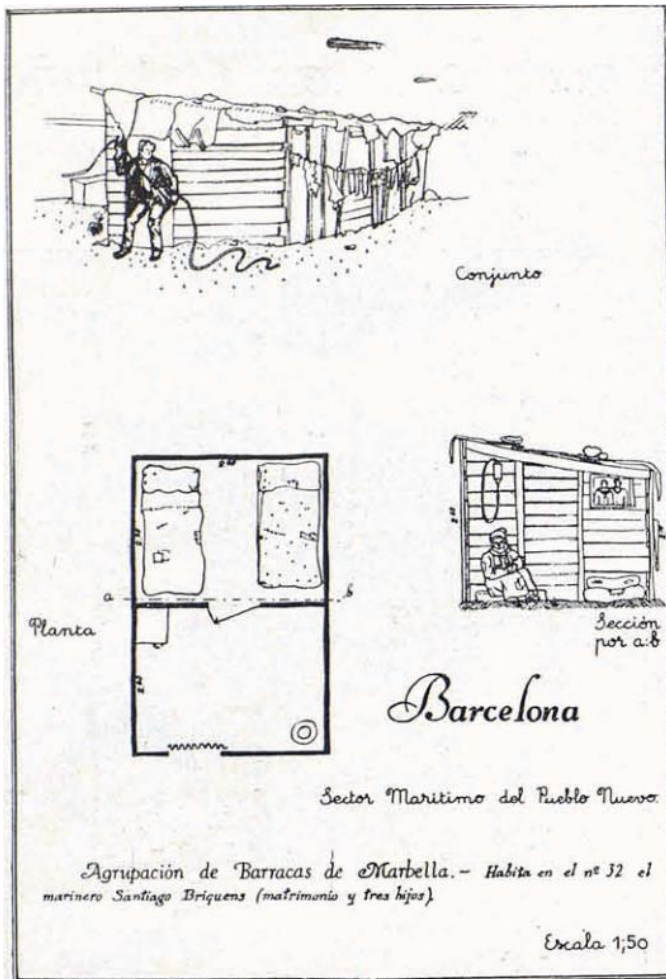 Conjunto
a
b
Planta
Sección
por a:b
Barcelona
Sector Maritimo del Pueblo Nuevo.
Agrupación de Barracas de Marbella. - Habita en el nº 32 el
marinero Santiago Briquens (matrimonio y tres hijos)
Escala 1;50